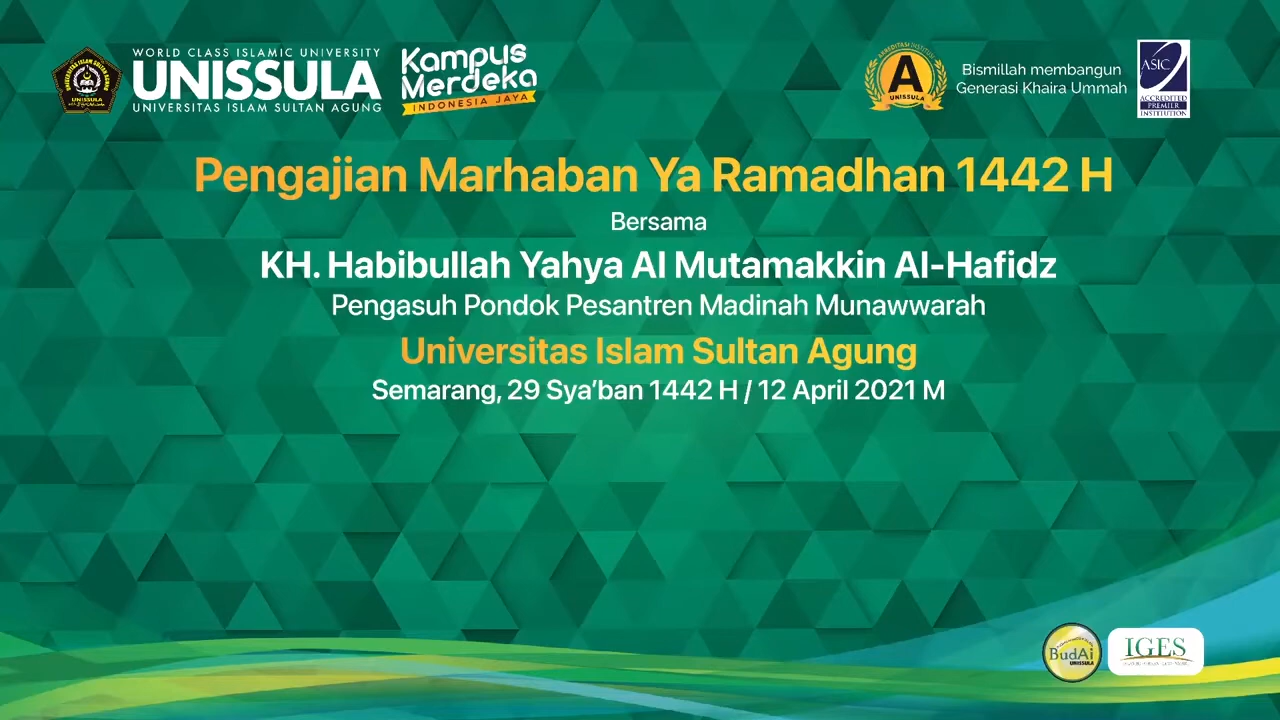 WORLD CLASS ISLAMIC UNIVERSITY
UNISSULA
UNIVERSITAS ISLAM SULTAN AGUNG
UNISSULA
Kampus
Merdeka
INDONESIA JAYA
A
UNISSULA
Bismillah membangun
Generasi Khaira Ummah
ASIC
ACCREDITED
PREMIER
INSTITUTION
Pengajian Marhaban Ya Ramadhan 1442 H
Bersama
KH. Habibullah Yahya Al Mutamakkin Al-Hafidz
Pengasuh Pondok Pesantren Madinah Munawwarah
Universitas Islam Sultan Agung
Semarang, 29 Sya’ban 1442 H / 12 April 2021 M
BudAi
UNISSULA
IGES